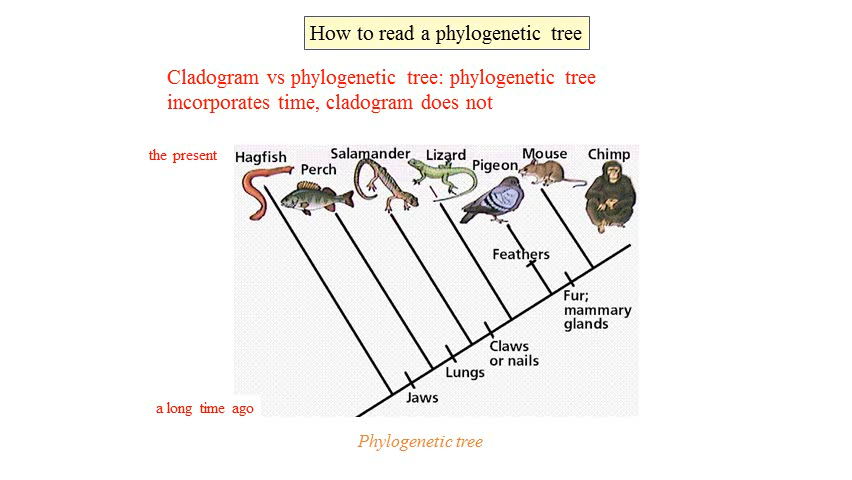 How to read a phylogenetic tree
Cladogram vs phylogenetic tree: phylogenetic tree
incorporates time, cladogram does not
the present
Hagfish
Perch
Salamander
Lizard
Pigeon
Mouse
Chimp
Feathers
Fur;
mammary
glands
Claws
or nails
Lungs
Jaws
a long time ago
Phylogenetic tree